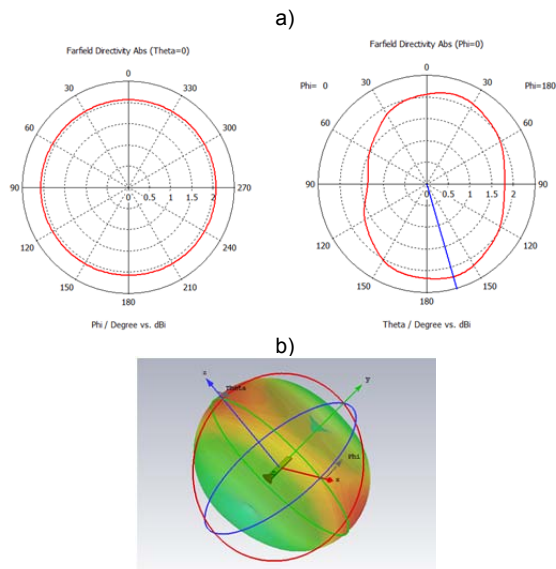 a)
Farfield Directivity Abs (Theta=0)
0
30 330
60 300
90 0 0.5 1 1.5 2 270
120 240
150 210
180
Phi / Degree vs. dBi
Farfield Directivity Abs (Phi=0)
Phi= 0 30 0 30 Phi=180
60 60
90 0 0.5 1 1.5 2 90
120 120
150 150
180
Theta / Degree vs. dBi
b)
z
Theta
y
Phi
x